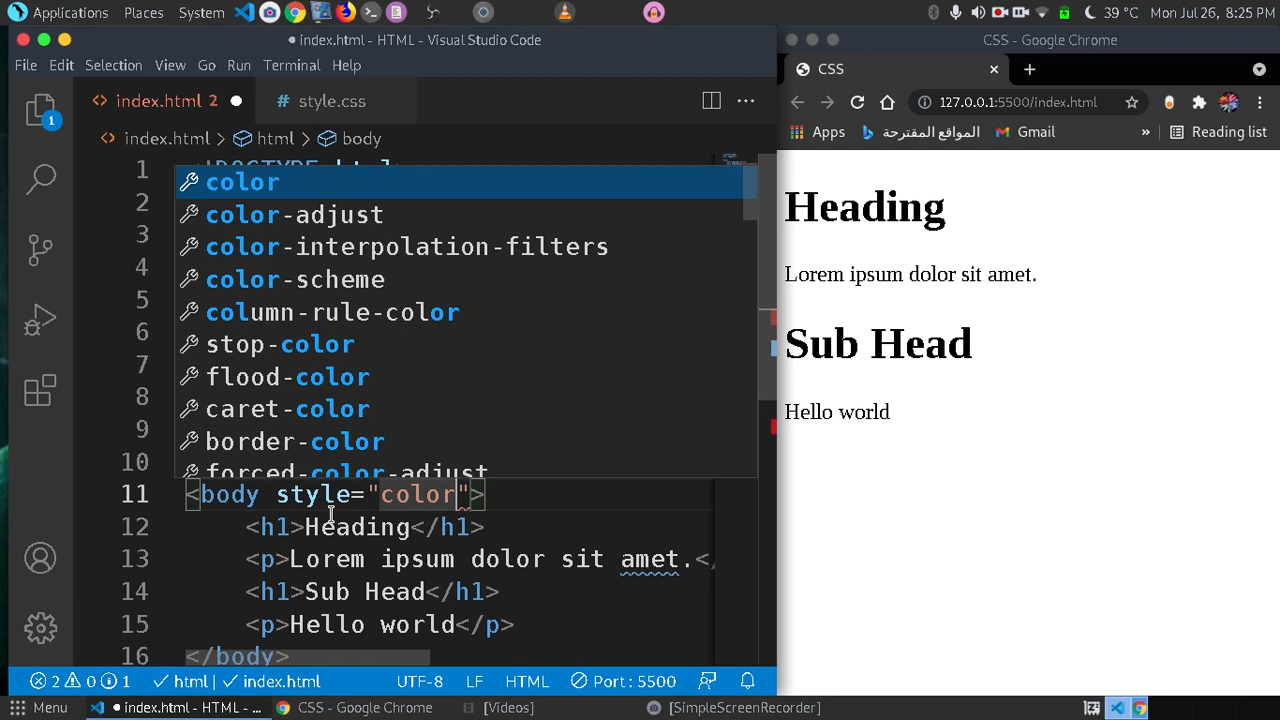 Applications Places System 39 °C Mon Jul 26, 8:25 PM
index.html - HTML - Visual Studio Code
File Edit Selection View Go Run Terminal Help
<> index.html 2 # style.css
<> index.html > html > body
1
2
3
4
5
6
7
8
9
10
color
color-adjust
color-interpolation-filters
color-scheme
column-rule-color
stop-color
flood-color
caret-color
border-color
forced-color-adjust
11 <body style="color">
12 <h1>Heading</h1>
13 <p>Lorem ipsum dolor sit amet.</
14 <h1>Sub Head</h1>
15 <p>Hello world</p>
16 </body>
1
2 0 1 html | index.html UTF-8 LF HTML Port : 5500
CSS - Google Chrome
CSS
127.0.0.1:5500/index.html
Apps المواقع المقترحة Gmail » Reading list
Heading
Lorem ipsum dolor sit amet.
Sub Head
Hello world
Menu index.html - HTML - ... CSS - Google Chrome [Videos] [SimpleScreenRecorder]